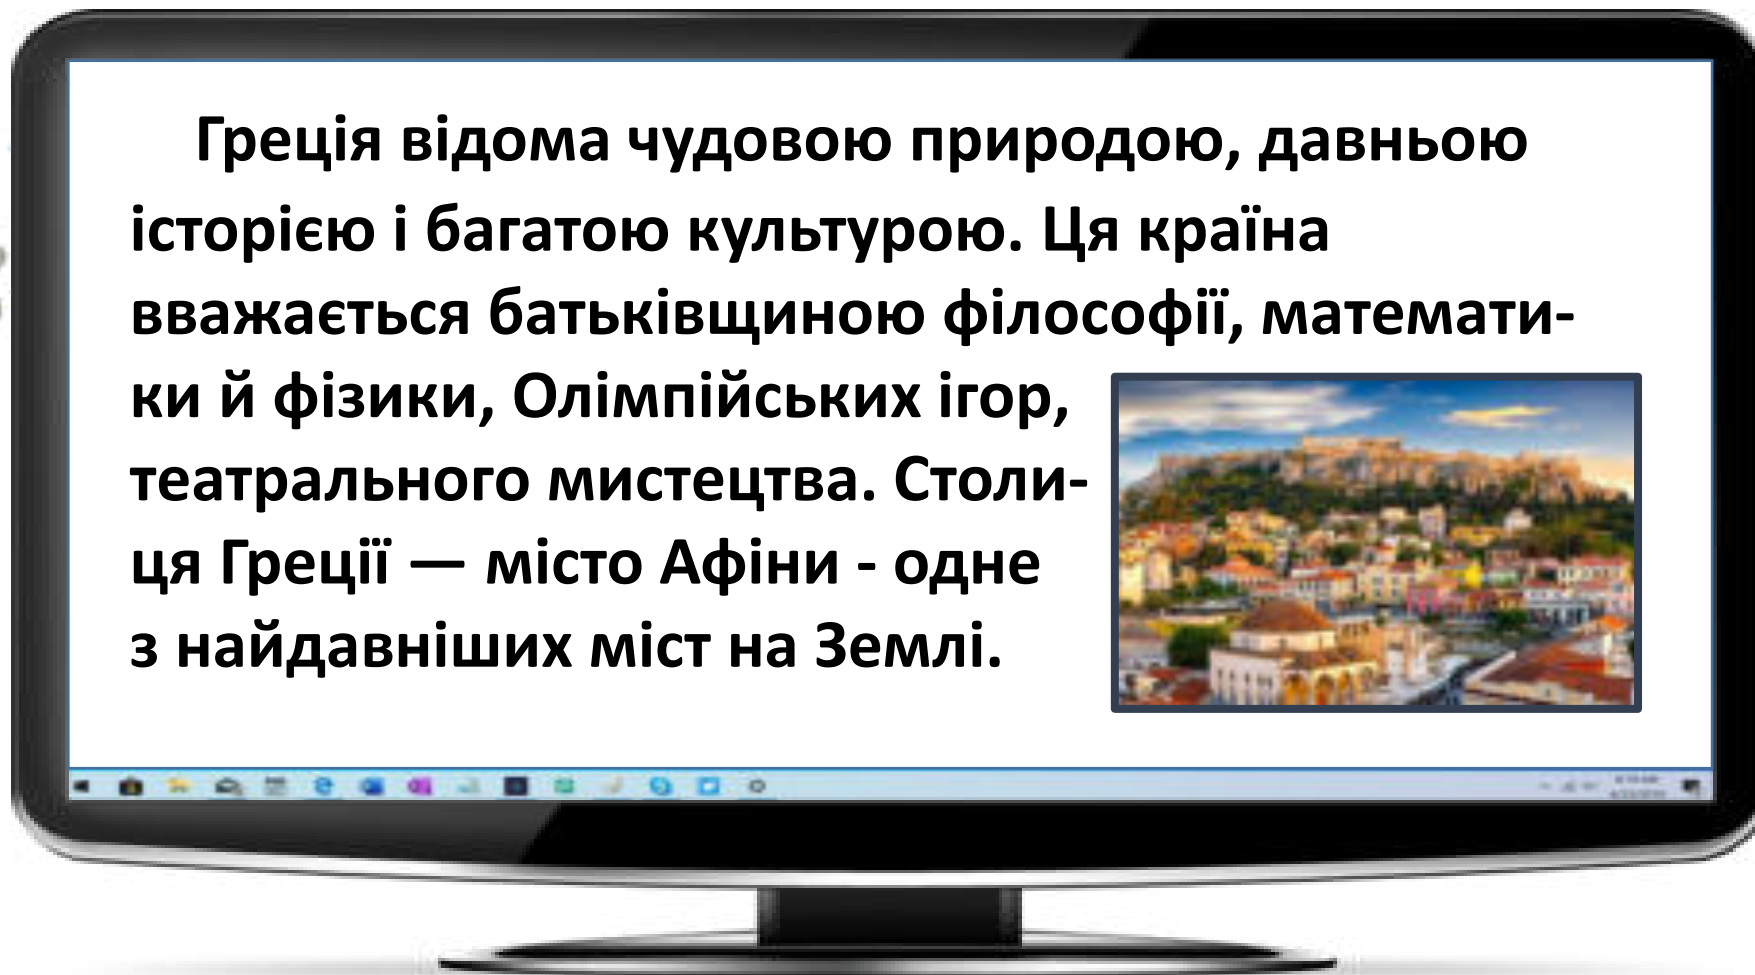 Греція відома чудовою природою, давньою
історією і багатою культурою. Ця країна
вважається батьківщиною філософії, математи-
ки й фізики, Олімпійських ігор,
театрального мистецтва. Столи-
ця Греції — місто Афіни - одне
з найдавніших міст на Землі.